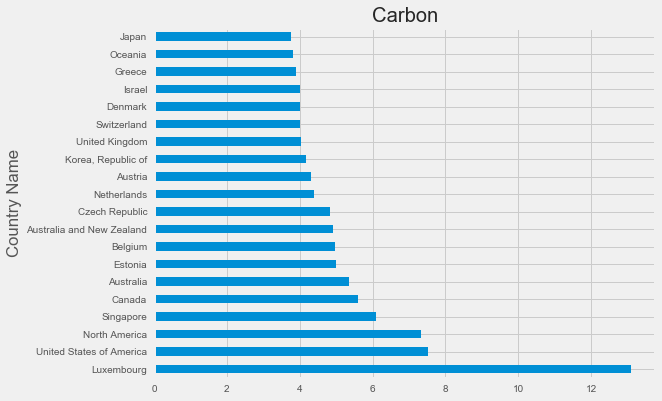 Carbon
Country Name
Japan
Oceania
Greece
Israel
Denmark
Switzerland
United Kingdom
Korea, Republic of
Austria
Netherlands
Czech Republic
Australia and New Zealand
Belgium
Estonia
Australia
Canada
Singapore
North America
United States of America
Luxembourg
0 2 4 6 8 10 12